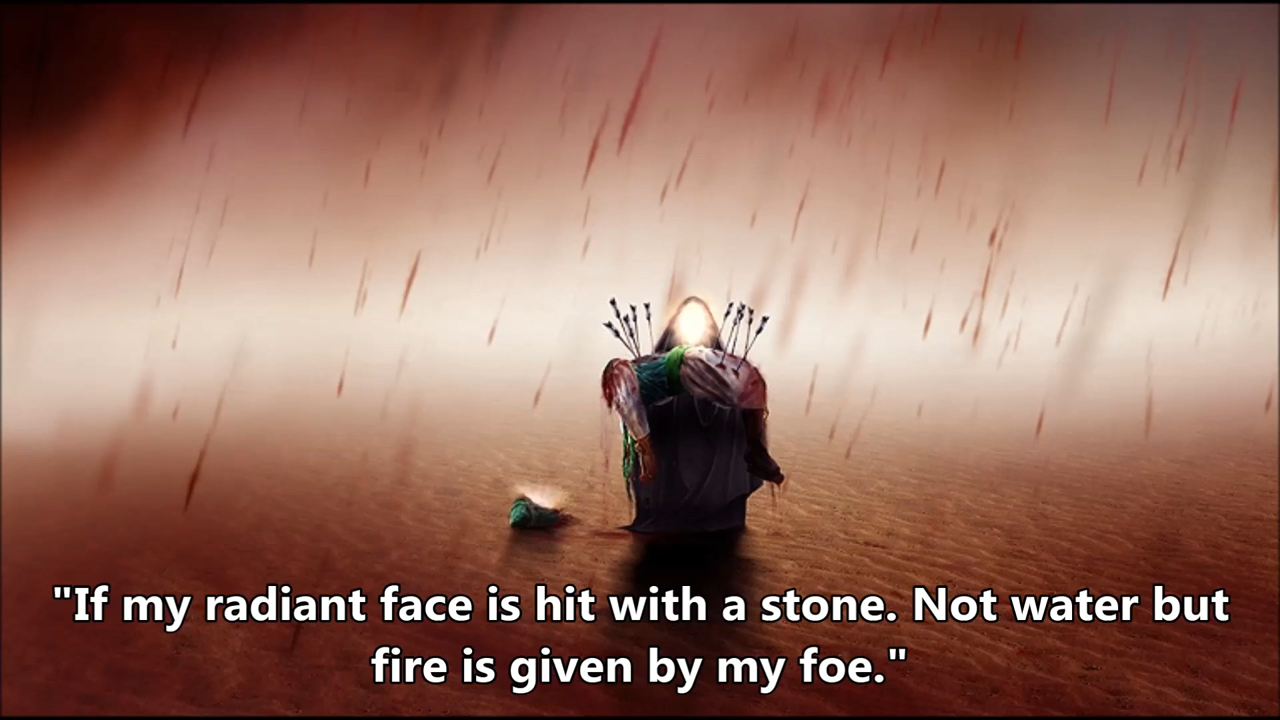 "If my radiant face is hit with a stone. Not water but
fire is given by my foe."